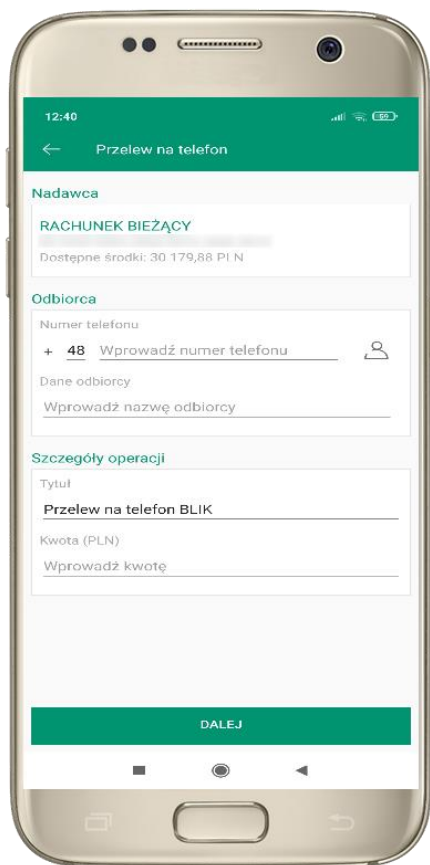 12:40
59
Przelew na telefon
Nadawca
RACHUNEK BIEŻĄCY
Dostępne środki: 30 179,88 PLN
Odbiorca
Numer telefonu
+ 48 Wprowadź numer telefonu
Dane odbiorcy
Wprowadź nazwę odbiorcy
Szczegóły operacji
Tytuł
Przelew na telefon BLIK
Kwota (PLN)
Wprowadź kwotę
DALEJ